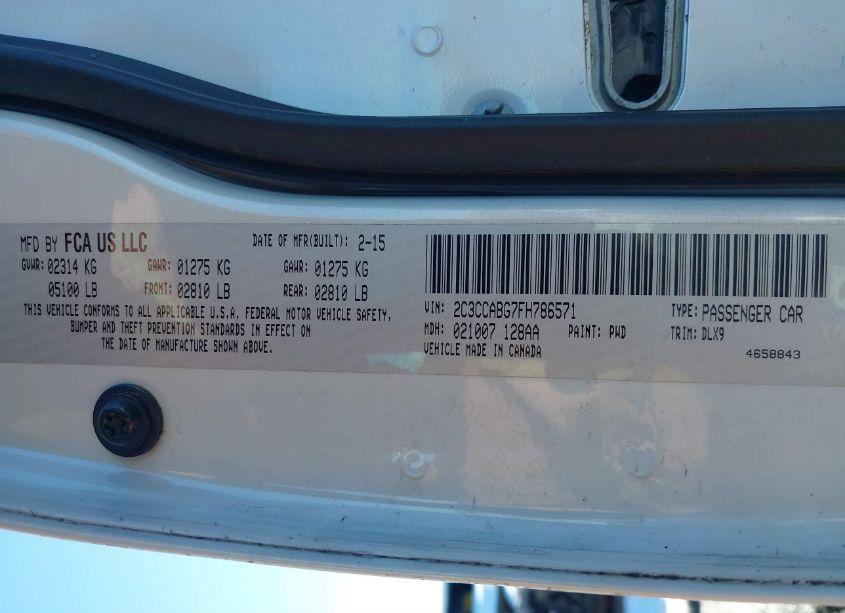 MFD BY FCA US LLC DATE OF MFR(BUILT): 2-15
GVWR: 02314 KG GAWR: 01275 KG GAWR: 01275 KG
05100 LB FRONT: 02810 LB REAR: 02810 LB
THIS VEHICLE CONFORMS TO ALL APPLICABLE U.S.A. FEDERAL MOTOR VEHICLE SAFETY,
BUMPER AND THEFT PREVENTION STANDARDS IN EFFECT ON
THE DATE OF MANUFACTURE SHOWN ABOVE.
VIN: 2C3CCABG7FH786571 TYPE: PASSENGER CAR
MDH: 021007 128AA PAINT: PWD TRIM: DLX9
VEHICLE MADE IN CANADA 4658843